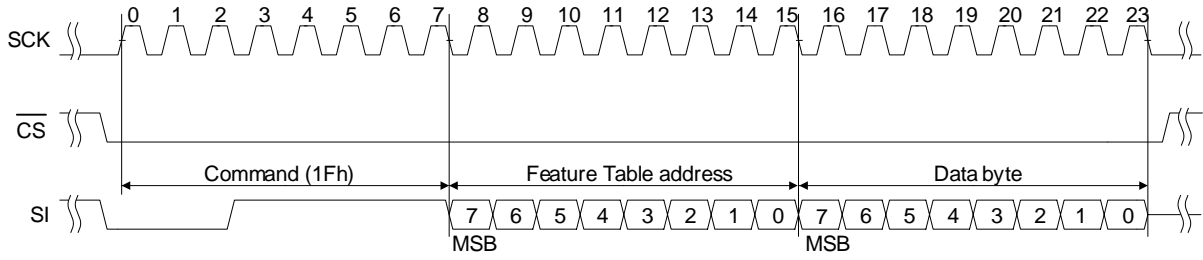 0 1 2 3 4 5 6 7 8 9 10 11 12 13 14 15 16 17 18 19 20 21 22 23
SCK
CS
Command (1Fh) Feature Table address Data byte
SI 7 6 5 4 3 2 1 0 7 6 5 4 3 2 1 0
MSB MSB